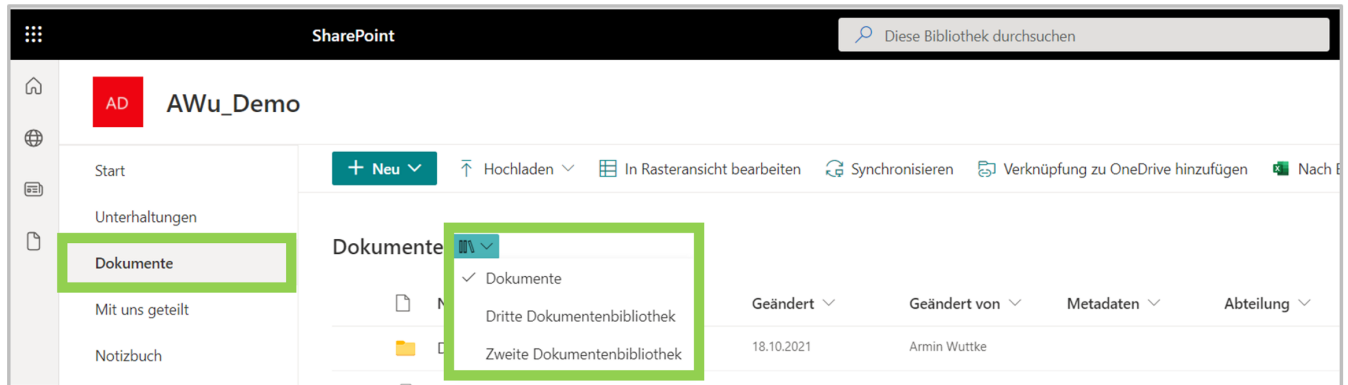 SharePoint
Diese Bibliothek durchsuchen
AD
AWu_Demo
Start
Unterhaltungen
Dokumente
Mit uns geteilt
Notizbuch
Neu
Hochladen
In Rasteransicht bearbeiten
Synchronisieren
Verknüpfung zu OneDrive hinzufügen
Nach
Dokumente
Dokumente
Dritte Dokumentenbibliothek
Zweite Dokumentenbibliothek
Geändert
Geändert von
Metadaten
Abteilung
18.10.2021
Armin Wuttke